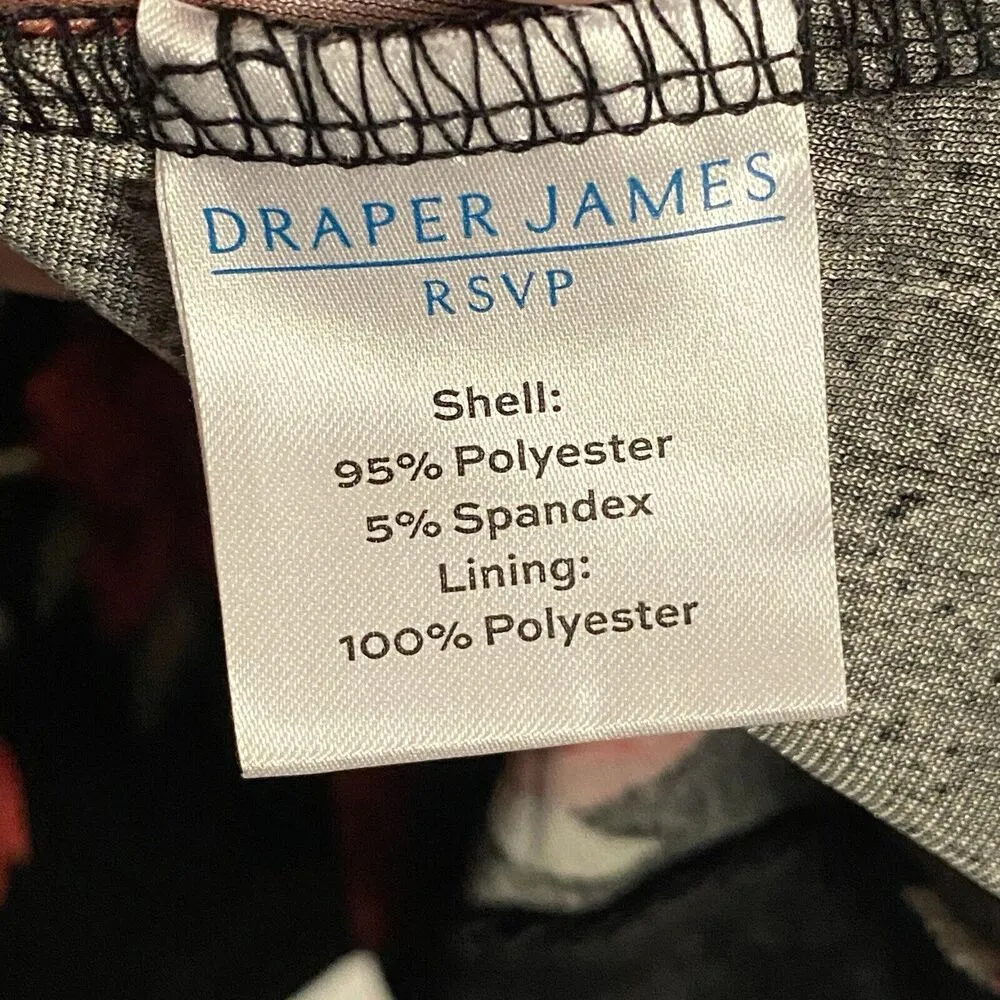 DRAPER JAMES
RSVP
Shell:
95% Polyester
5% Spandex
Lining:
100% Polyester